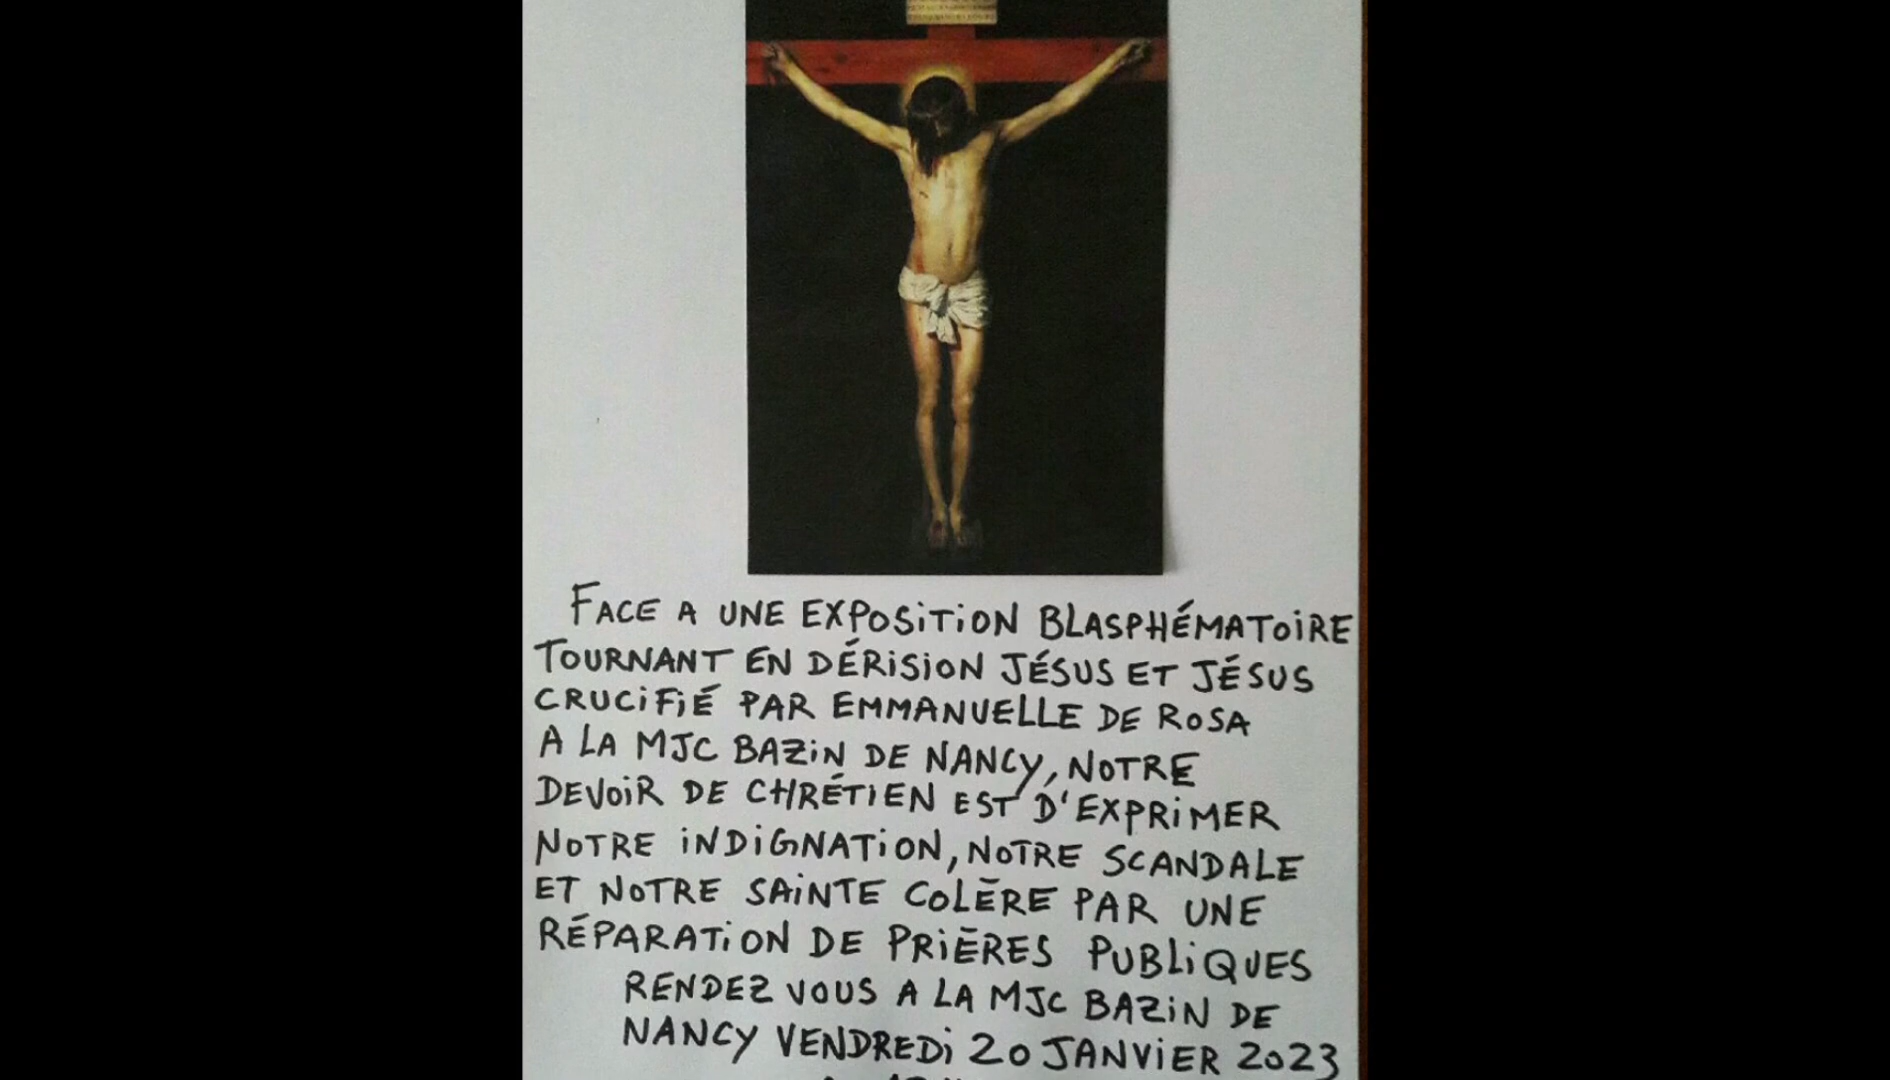 FACE A UNE EXPOSITION BLASPHÉMATOIRE
TOURNANT EN DÉRISION JÉSUS ET JÉSUS
CRUCIFIÉ PAR EMMANUELLE DE ROSA
A LA MJC BAZIN DE NANCY, NOTRE
DEVOIR DE CHRÉTIEN EST D'EXPRIMER
NOTRE INDIGNATION, NOTRE SCANDALE
ET NOTRE SAINTE COLÈRE PAR UNE
RÉPARATION DE PRIÈRES PUBLIQUES
RENDEZ VOUS A LA MJC BAZIN DE
NANCY VENDREDI 20 JANVIER 2023